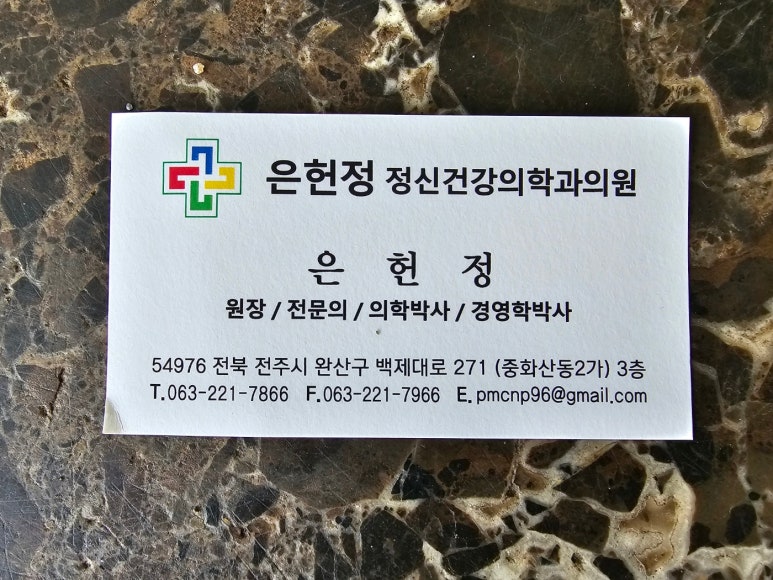 은헌정 정신건강의학과의원
은 헌 정
원장 / 전문의 / 의학박사 / 경영학박사
54976 전북 전주시 완산구 백제대로 271 (중화산동2가) 3층
T.063-221-7866 F.063-221-7966 E.pmcnp96@gmail.com